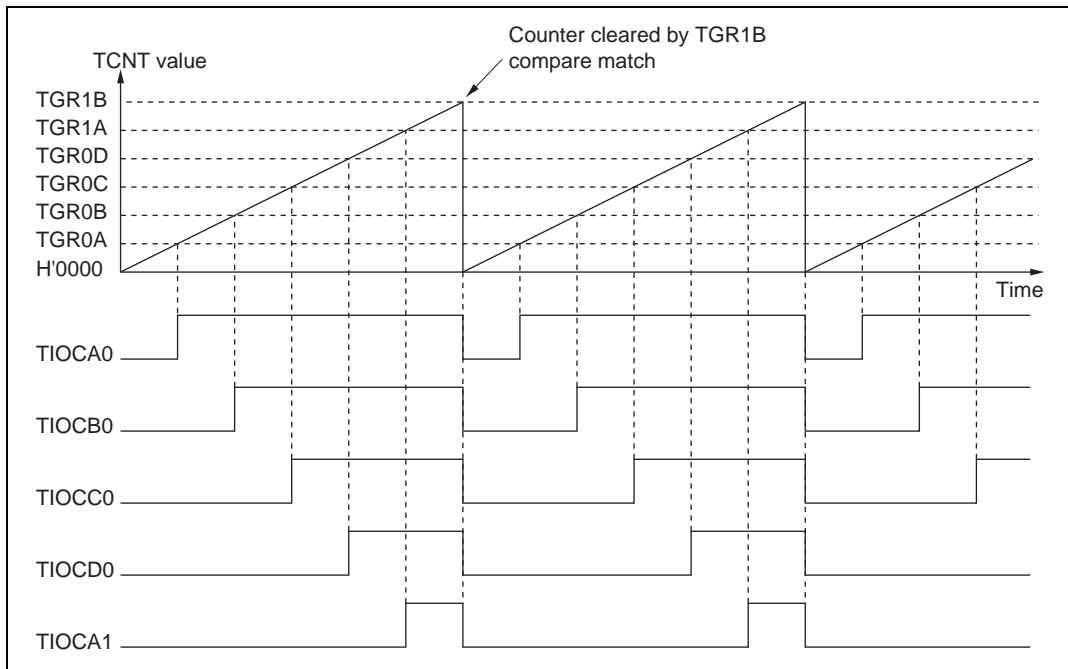 Counter cleared by TGR1B
compare match
TCNT value
TGR1B
TGR1A
TGR0D
TGR0C
TGR0B
TGR0A
H'0000
Time
TIOCA0
TIOCB0
TIOCC0
TIOCD0
TIOCA1